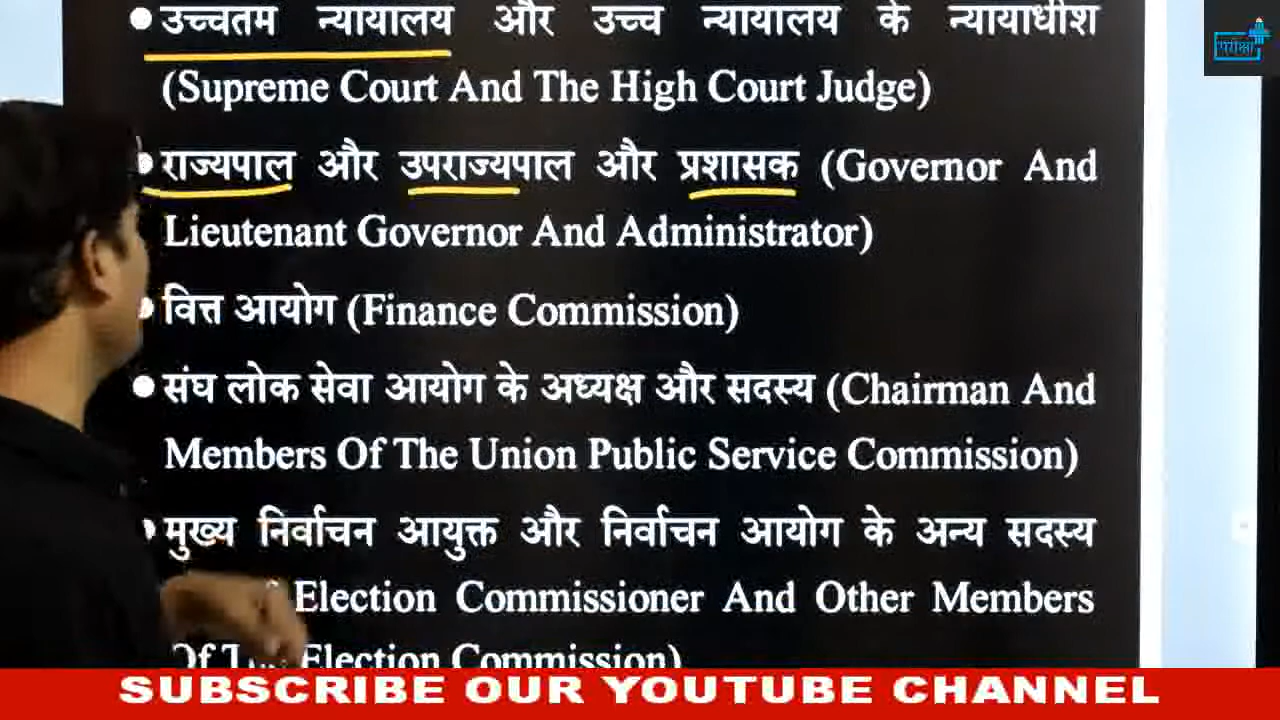 उच्चतम न्यायालय और उच्च न्यायालय के न्यायाधीश
परीक्षा
(Supreme Court And The High Court Judge)
राज्यपाल और उपराज्यपाल और प्रशासक (Governor And
Lieutenant Governor And Administrator)
वित्त आयोग (Finance Commission)
संघ लोक सेवा आयोग के अध्यक्ष और सदस्य (Chairman And
Members Of The Union Public Service Commission)
मुख्य निर्वाचन आयुक्त और निर्वाचन आयोग के अन्य सदस्य
Election Commissioner And Other Members
Of The Election Commission)
SUBSCRIBE OUR YOUTUBE CHANNEL